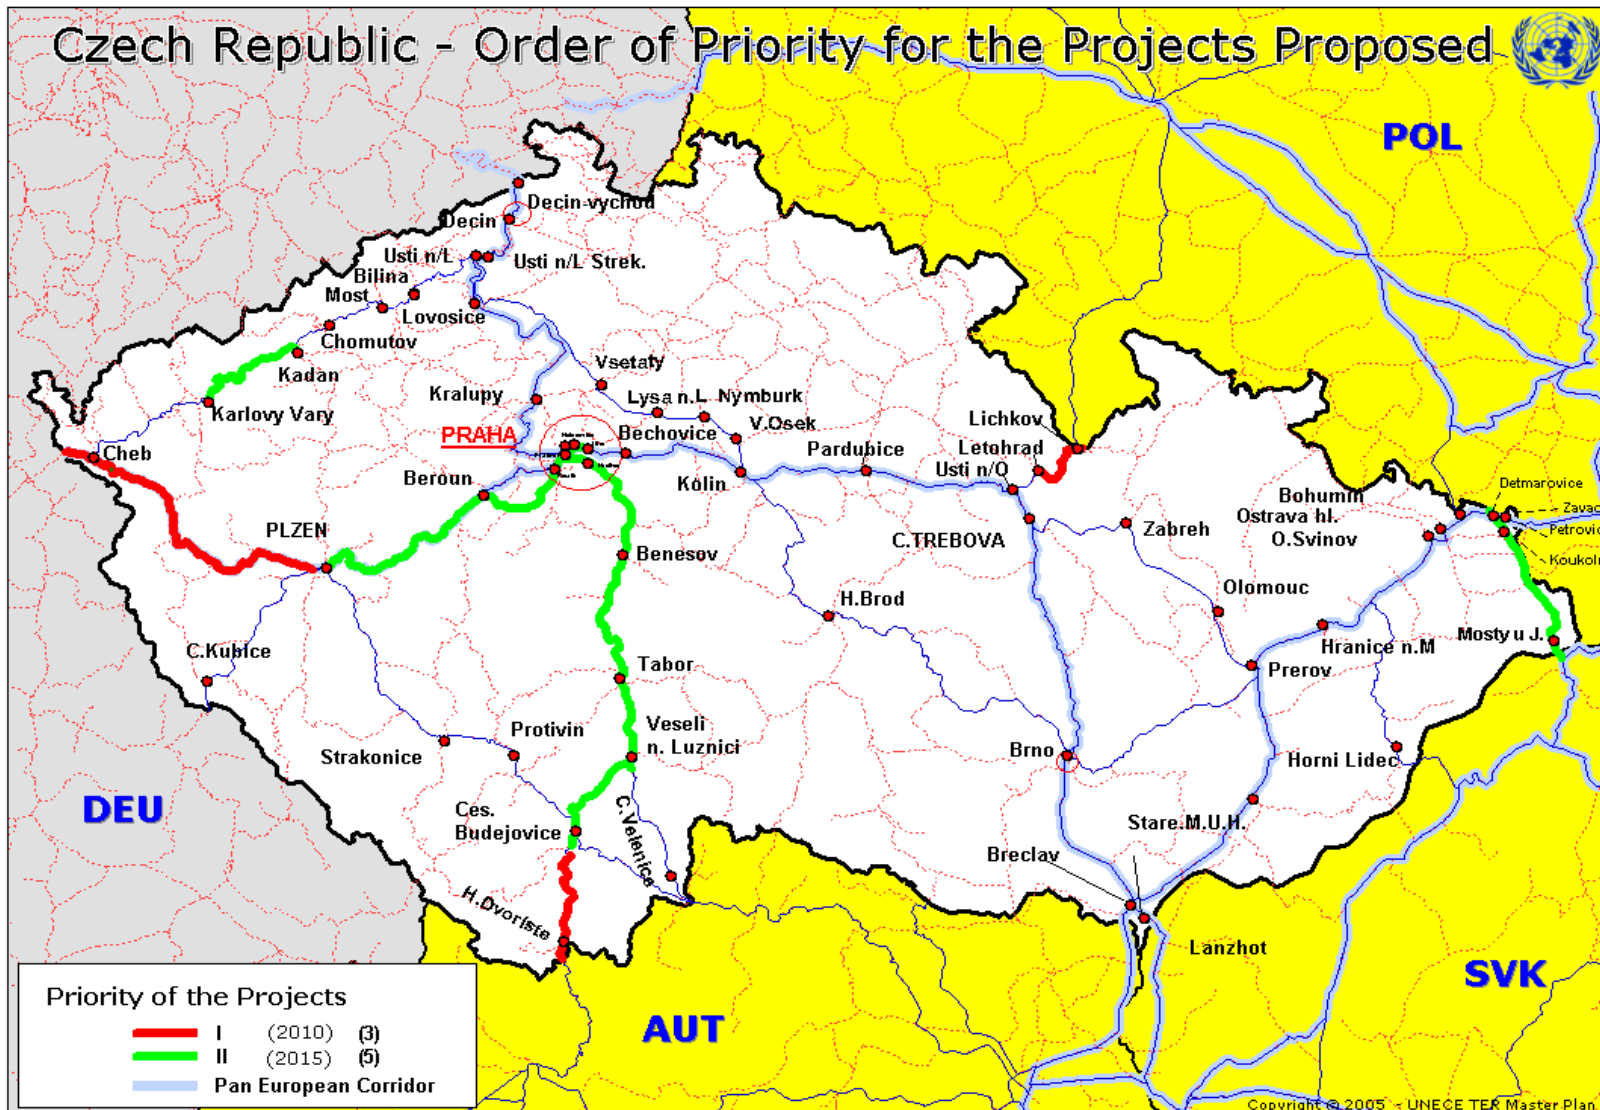 Czech Republic - Order of Priority for the Projects Proposed
POL
Decin-vychod
Decin
Usti n/L
Usti n/L Strek.
Bilina
Most
Lovosice
Chomutov
Kadan
Vsetaty
Karlovy Vary
Kralupy
Lysa n.L
Nymburk
PRAHA
Bechovice
V.Osek
Lichkov
Cheb
Pardubice
Letohrad
Usti n/O
Beroun
Kolin
Detmarovice
Bohumin
Zavac
Ostrava hl.
Petrovic
O.Svinov
Koukoln
PLZEN
C.TREBOVA
Zabreh
Benesov
Olomouc
H.Brod
C.Kubice
Mosty u J.
Hranice n.M
Tabor
Prerov
Protivin
Veseli
n. Luznici
Strakonice
Brno
Horni Lidec
DEU
Ces.
Budejovice
C.Velenice
Stare.M.U.H.
Breclav
H.Dvoriste
Lanzhot
SVK
AUT
Priority of the Projects
I (2010) (3)
II (2015) (5)
Pan European Corridor
Copyright © 2005 - UNECE TER Master Plan